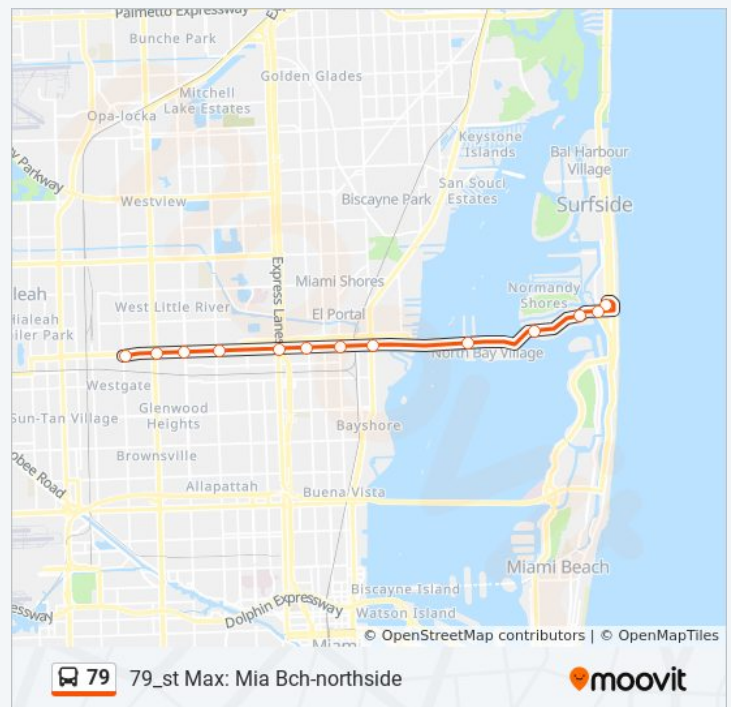 Palmetto Expressway
Bunche Park
Golden Glades
Mitchell
Lake Estates
Opa-locka
Keystone
Islands
Bal Harbour
Village
Parkway
San Souci
Estates
Westview
Biscayne Park
Surfside
Express Lanes
Miami Shores
Normandy
Shores
West Little River
El Portal
North Bay Village
Westgate
Sun-Tan Village
Glenwood
Heights
Bayshore
Brownsville
Allapattah
Buena Vista
Miami Beach
Biscayne Island
Dolphin Expressway
Watson Island
© OpenStreetMap contributors | © OpenMapTiles
79 79_st Max: Mia Bch-northside
moovit